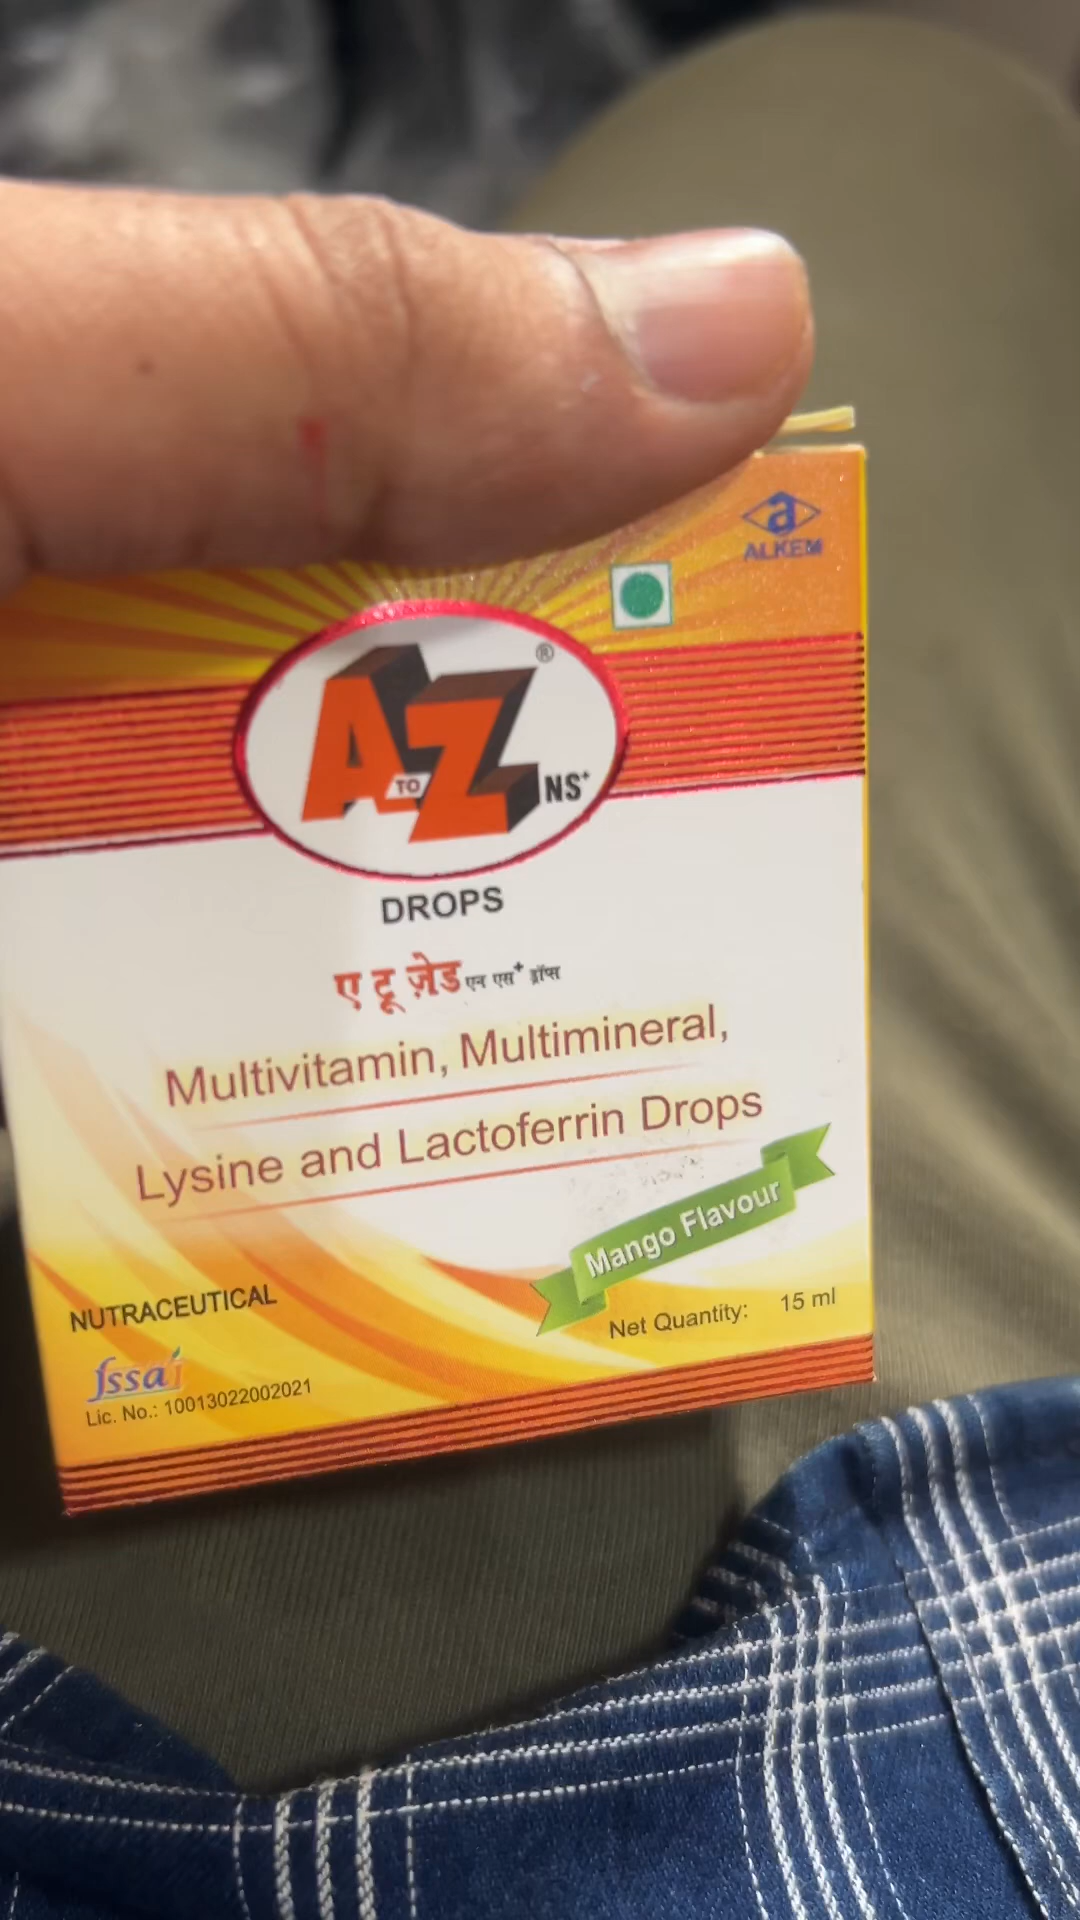 a
ALKEM
A TO Z NS⁺ ®
DROPS
ए टू ज़ेड एन एस⁺ ड्रॉप्स
Multivitamin, Multimineral,
Lysine and Lactoferrin Drops
Mango Flavour
NUTRACEUTICAL
Net Quantity: 15 ml
fssai
Lic. No.: 10013022002021